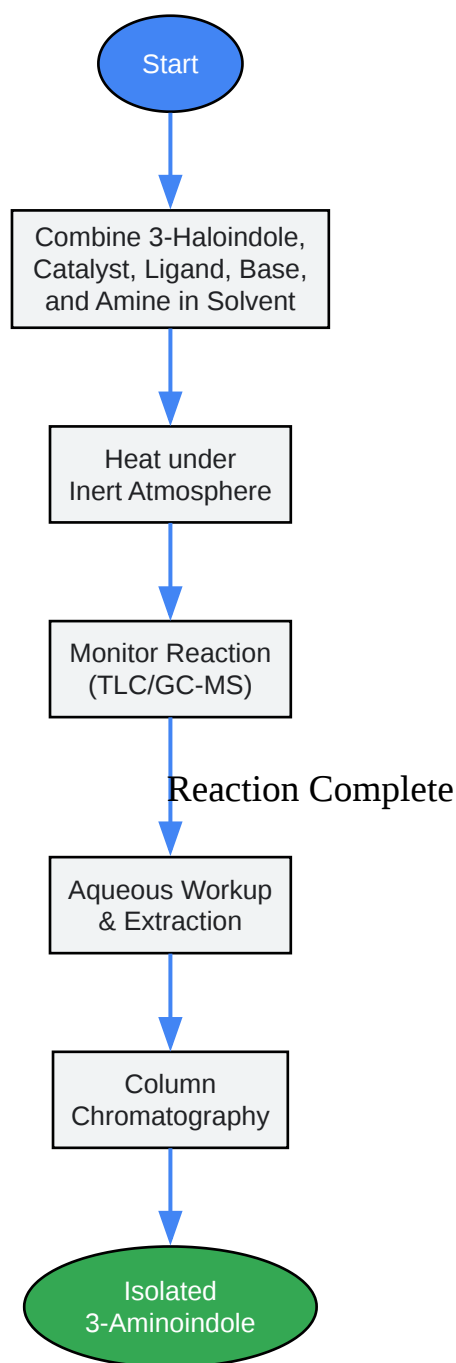 Start
Combine 3-Haloindole,
Catalyst, Ligand, Base,
and Amine in Solvent
Heat under
Inert Atmosphere
Monitor Reaction
(TLC/GC-MS)
Reaction Complete
Aqueous Workup
& Extraction
Column
Chromatography
Isolated
3-Aminoindole